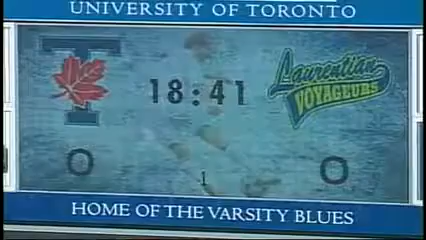 UNIVERSITY OF TORONTO
T
18:41
Laurentian
VOYAGEURS
0
1
0
HOME OF THE VARSITY BLUES